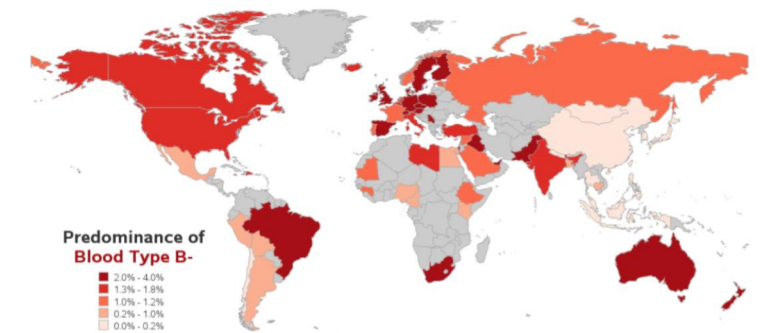 Predominance of
Blood Type B-
2.0% - 4.0%
1.3% - 1.8%
1.0% - 1.2%
0.2% - 1.0%
0.0% - 0.2%